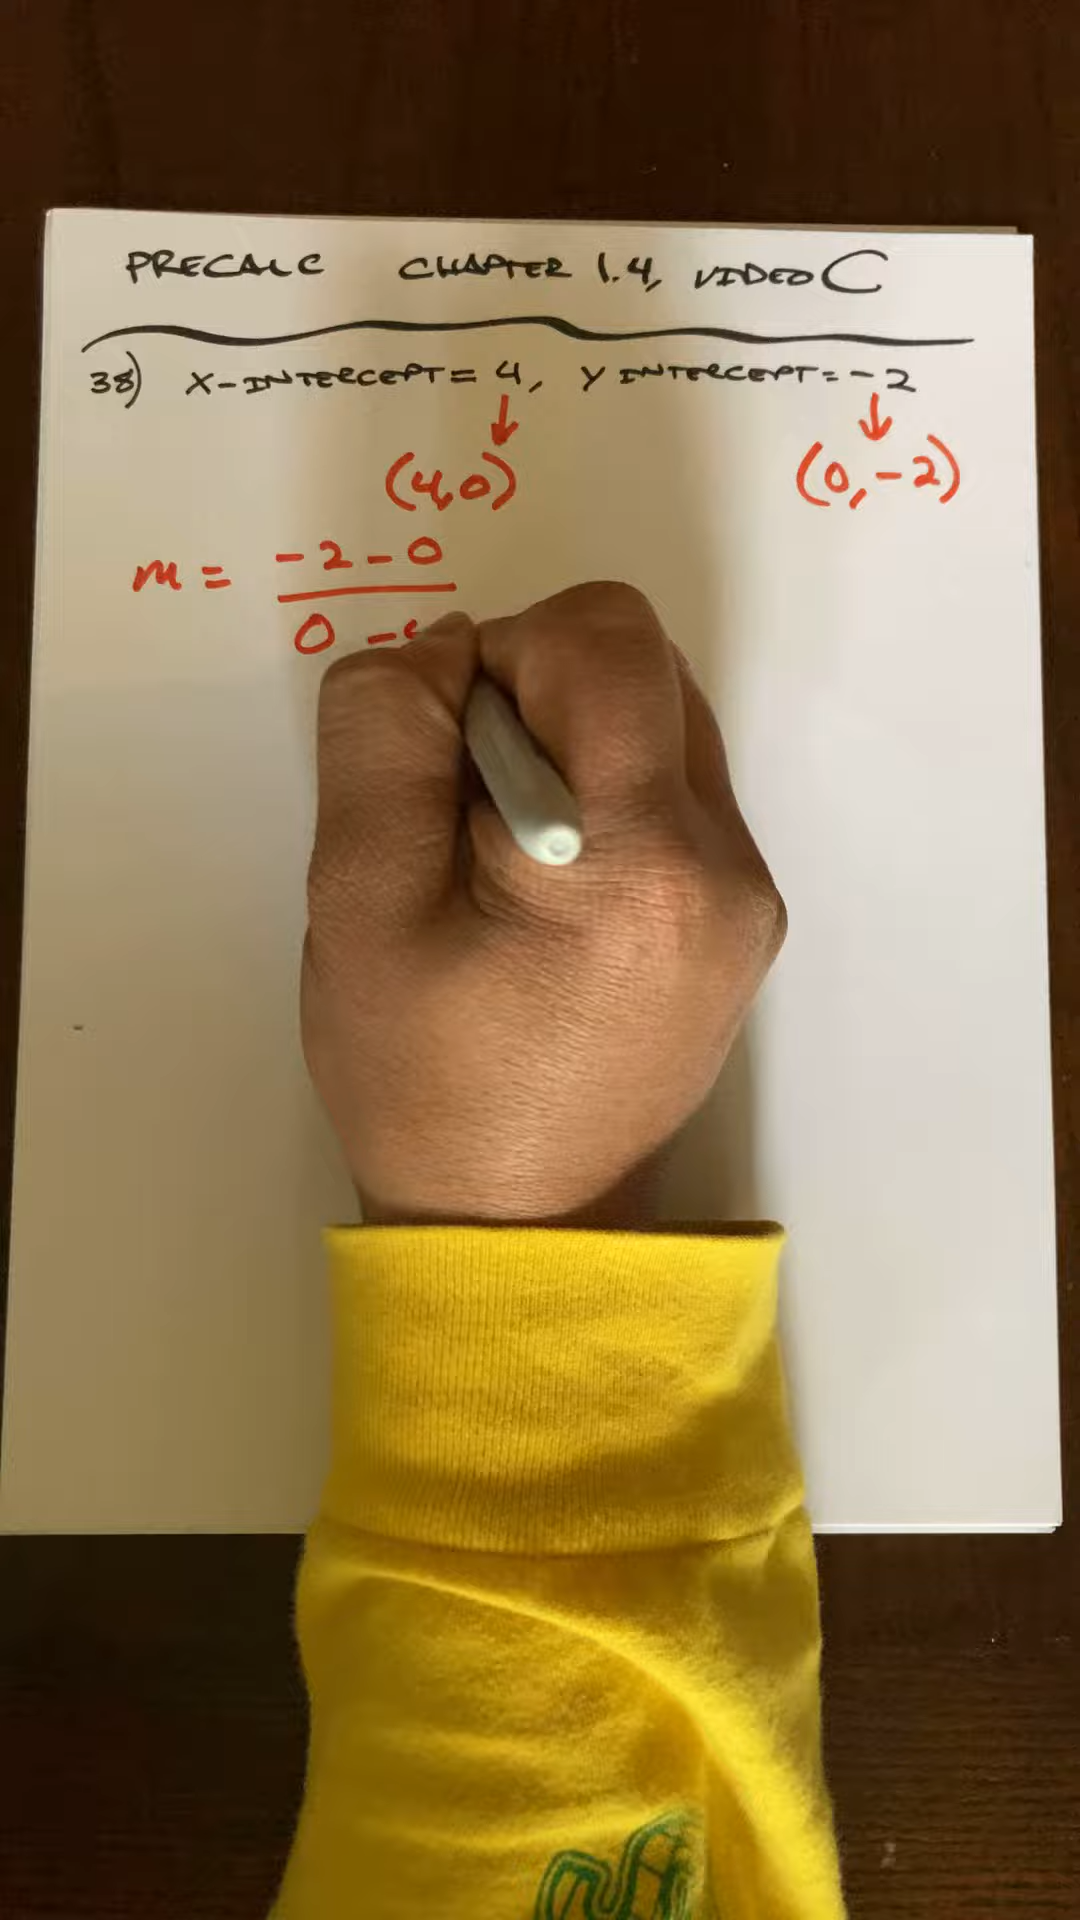 PRECALC CHAPTER 1.4, VIDEO C
38) X-INTERCEPT = 4, Y INTERCEPT = -2
(4,0) (0,-2)
m = -2 - 0
0 -